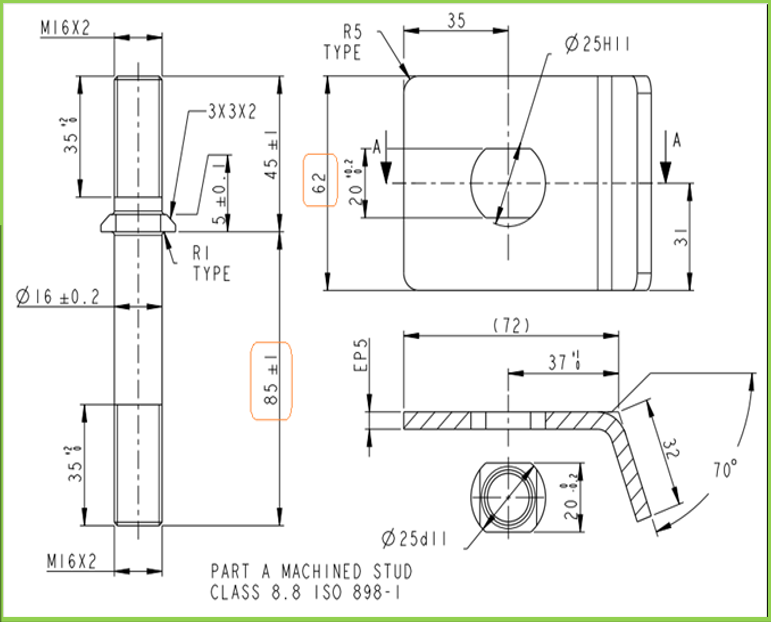 M16X2
35 +2 0
3X3X2
45 ±1
5 ±0.1
R1
TYPE
Ø16 ±0.2
85 ±1
35 +2 0
M16X2
R5
TYPE
35
Ø25H11
A
A
62
20 +0.2 0
31
(72)
EP5
37 +1 0
32
70°
20 0 -0.2
Ø25d11
PART A MACHINED STUD
CLASS 8.8 ISO 898-1